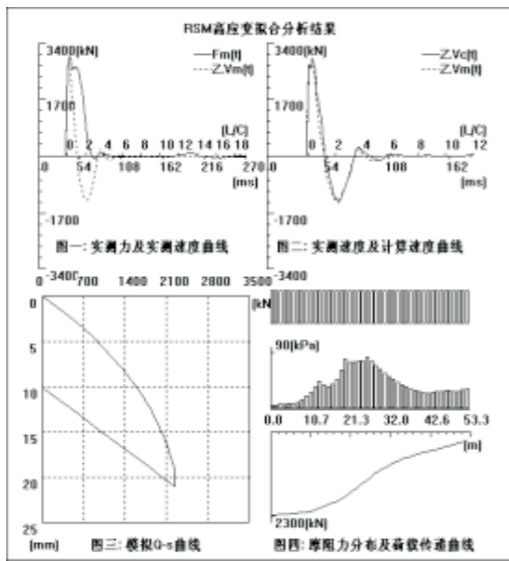 RSM高应变拟合分析结果
3400[kN]
Fm[t]
Z.Vm[t]
1700
[L/C]
0 2 4 6 8 10 12 14 16 18
.0 54 108 162 216 270
[ms]
-1700
图一: 实测力及实测速度曲线
-3400
3400[kN]
Z.Vc[t]
Z.Vm[t]
1700
[L/C]
0 2 4 6 8 10 12
.0 54 108 162
[ms]
-1700
图二: 实测速度及计算速度曲线
-3400
0 700 1400 2100 2800 3500
[kN]
0
5
10
15
20
25
[mm]
图三: 模拟Q-s曲线
90[kPa]
0.0 10.7 21.3 32.0 42.6 53.3
[m]
2300[kN]
图四: 摩阻力分布及荷载传递曲线